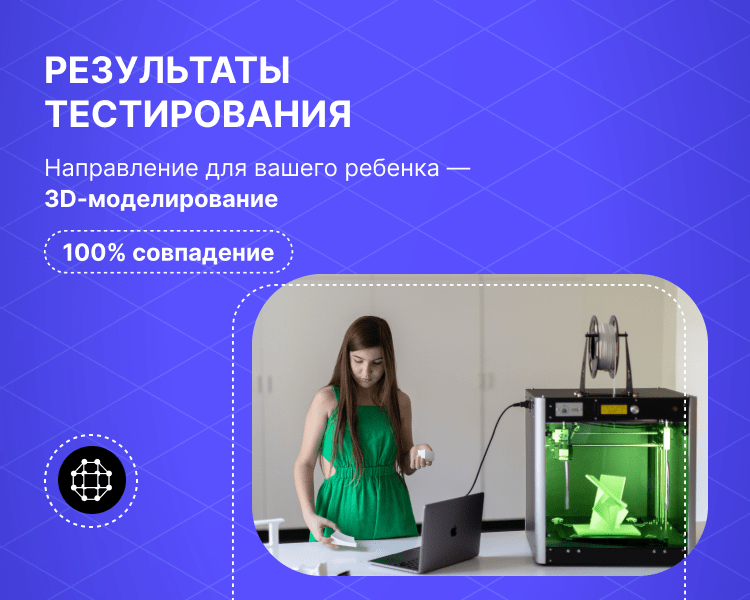 РЕЗУЛЬТАТЫ
ТЕСТИРОВАНИЯ
Направление для вашего ребенка —
3D-моделирование
100% совпадение